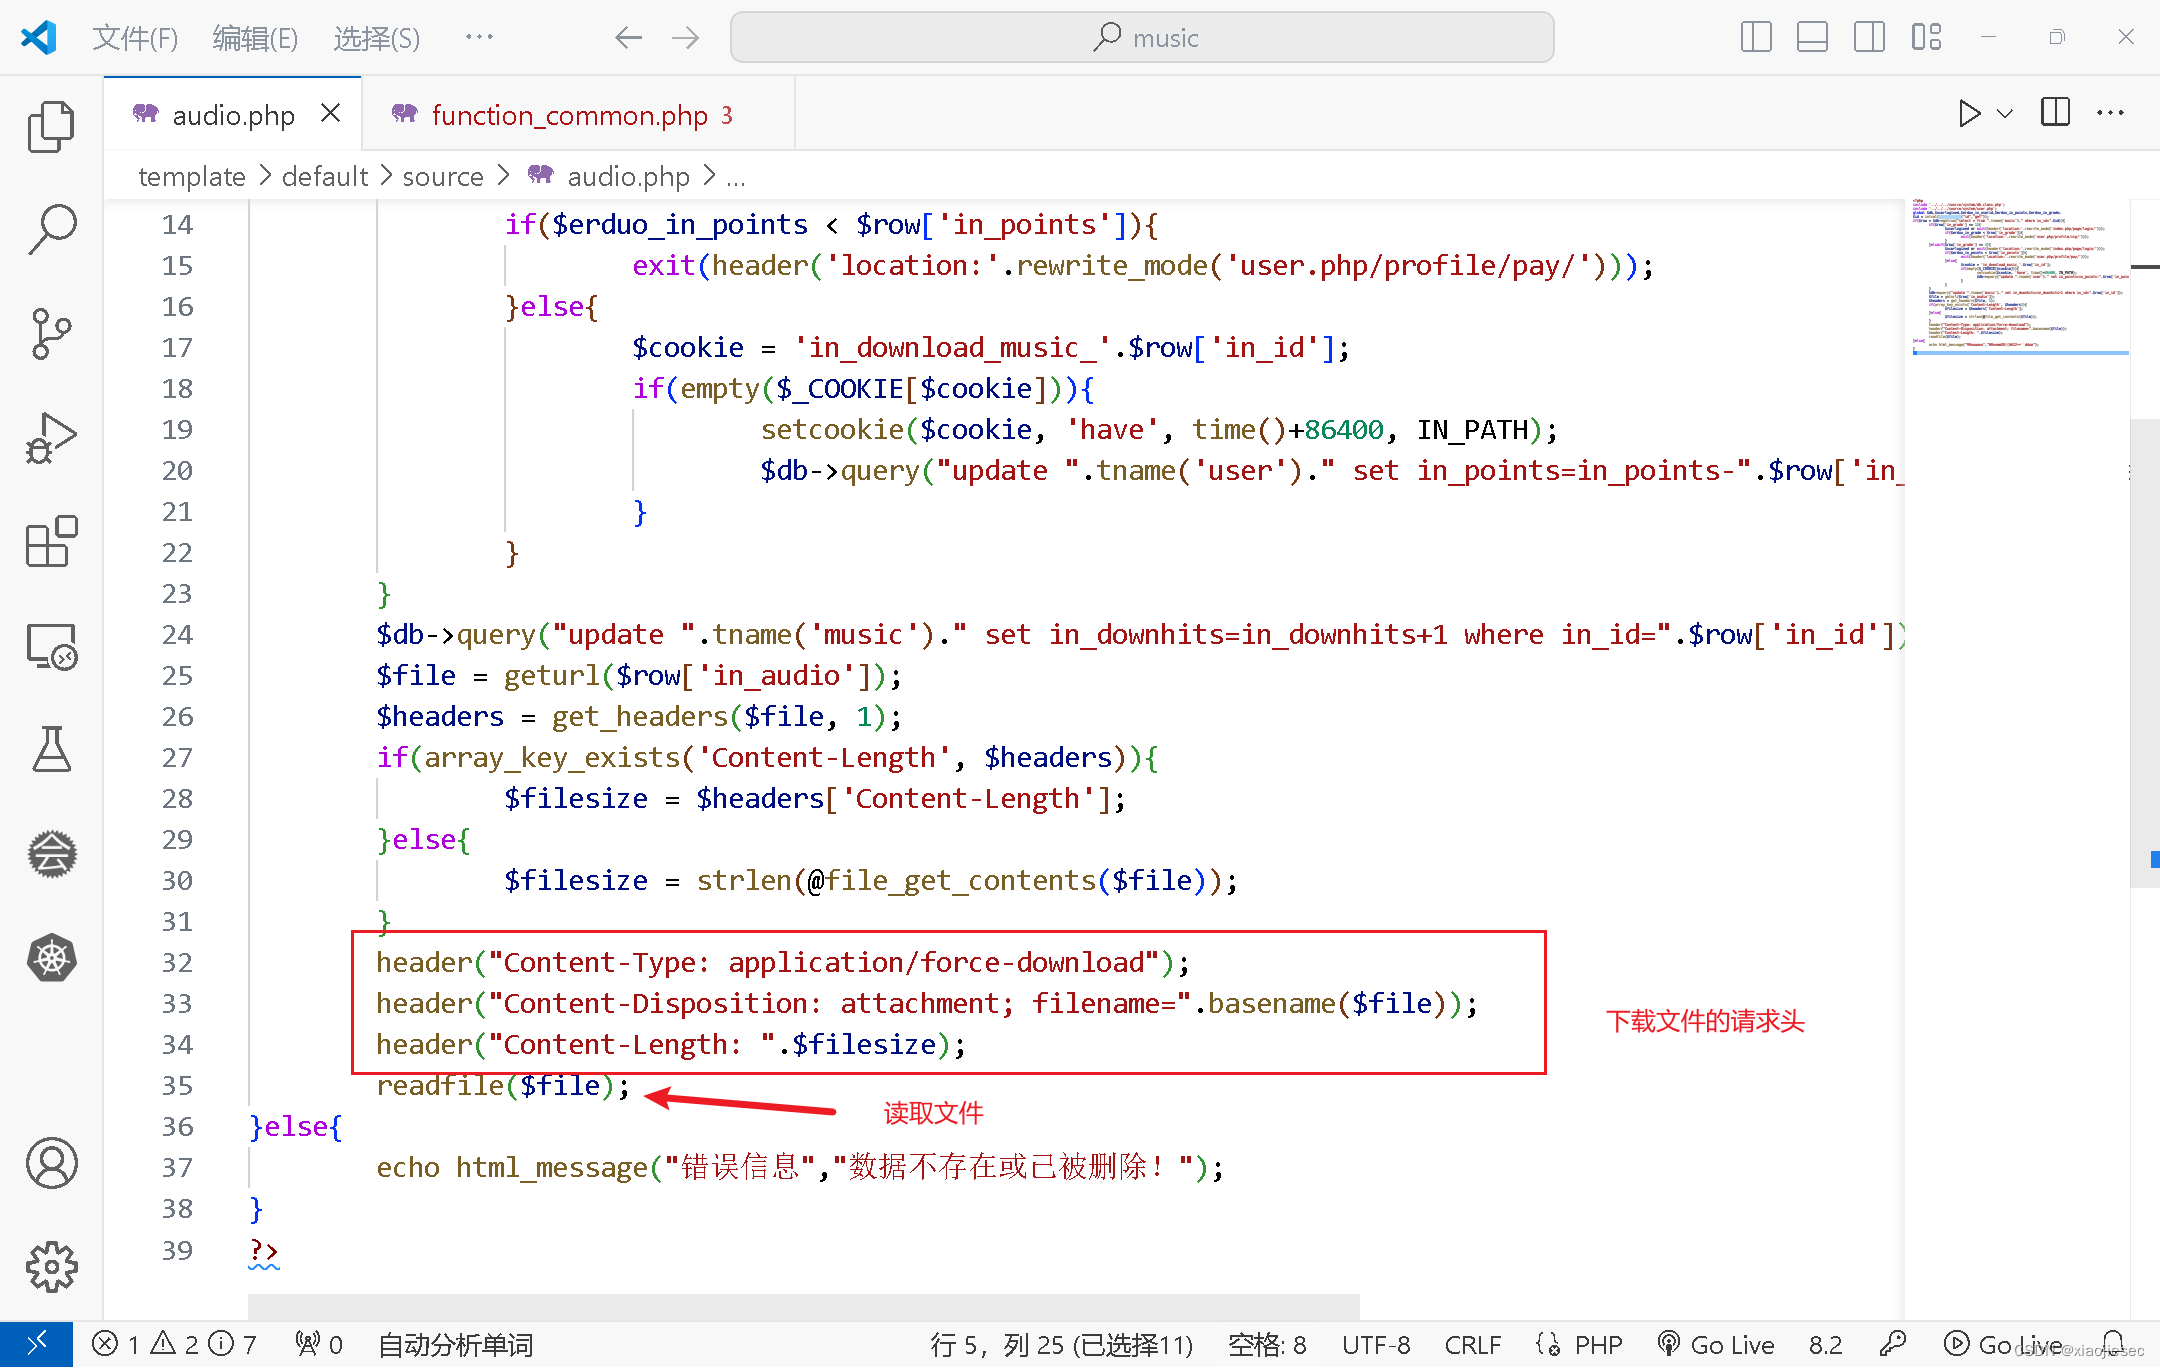 文件(F) 编辑(E) 选择(S) ··· music
audio.php function_common.php 3
template > default > source > audio.php > ...
14 if($erduo_in_points < $row['in_points']){
15 exit(header('location:'.rewrite_mode('user.php/profile/pay/')));
16 }else{
17 $cookie = 'in_download_music_'.$row['in_id'];
18 if(empty($_COOKIE[$cookie])){
19 setcookie($cookie, 'have', time()+86400, IN_PATH);
20 $db->query("update ".tname('user')." set in_points=in_points-".$row['in_
21 }
22 }
23 }
24 $db->query("update ".tname('music')." set in_downhits=in_downhits+1 where in_id=".$row['in_id'])
25 $file = geturl($row['in_audio']);
26 $headers = get_headers($file, 1);
27 if(array_key_exists('Content-Length', $headers)){
28 $filesize = $headers['Content-Length'];
29 }else{
30 $filesize = strlen(@file_get_contents($file));
31 }
32 header("Content-Type: application/force-download");
33 header("Content-Disposition: attachment; filename=".basename($file));
下载文件的请求头
34 header("Content-Length: ".$filesize);
35 readfile($file);
读取文件
36 }else{
37 echo html_message("错误信息","数据不存在或已被删除！");
38 }
39 ?>
1 2 7 0 自动分析单词 行 5，列 25 (已选择11) 空格: 8 UTF-8 CRLF PHP Go Live 8.2 Go Live
CSDN @xiaojiesec